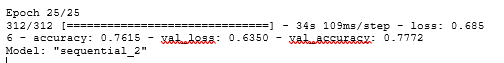 Epoch 25/25
312/312 [==============================] - 34s 109ms/step - loss: 0.685
6 - accuracy: 0.7615 - val_loss: 0.6350 - val_accuracy: 0.7772
Model: "sequential_2"